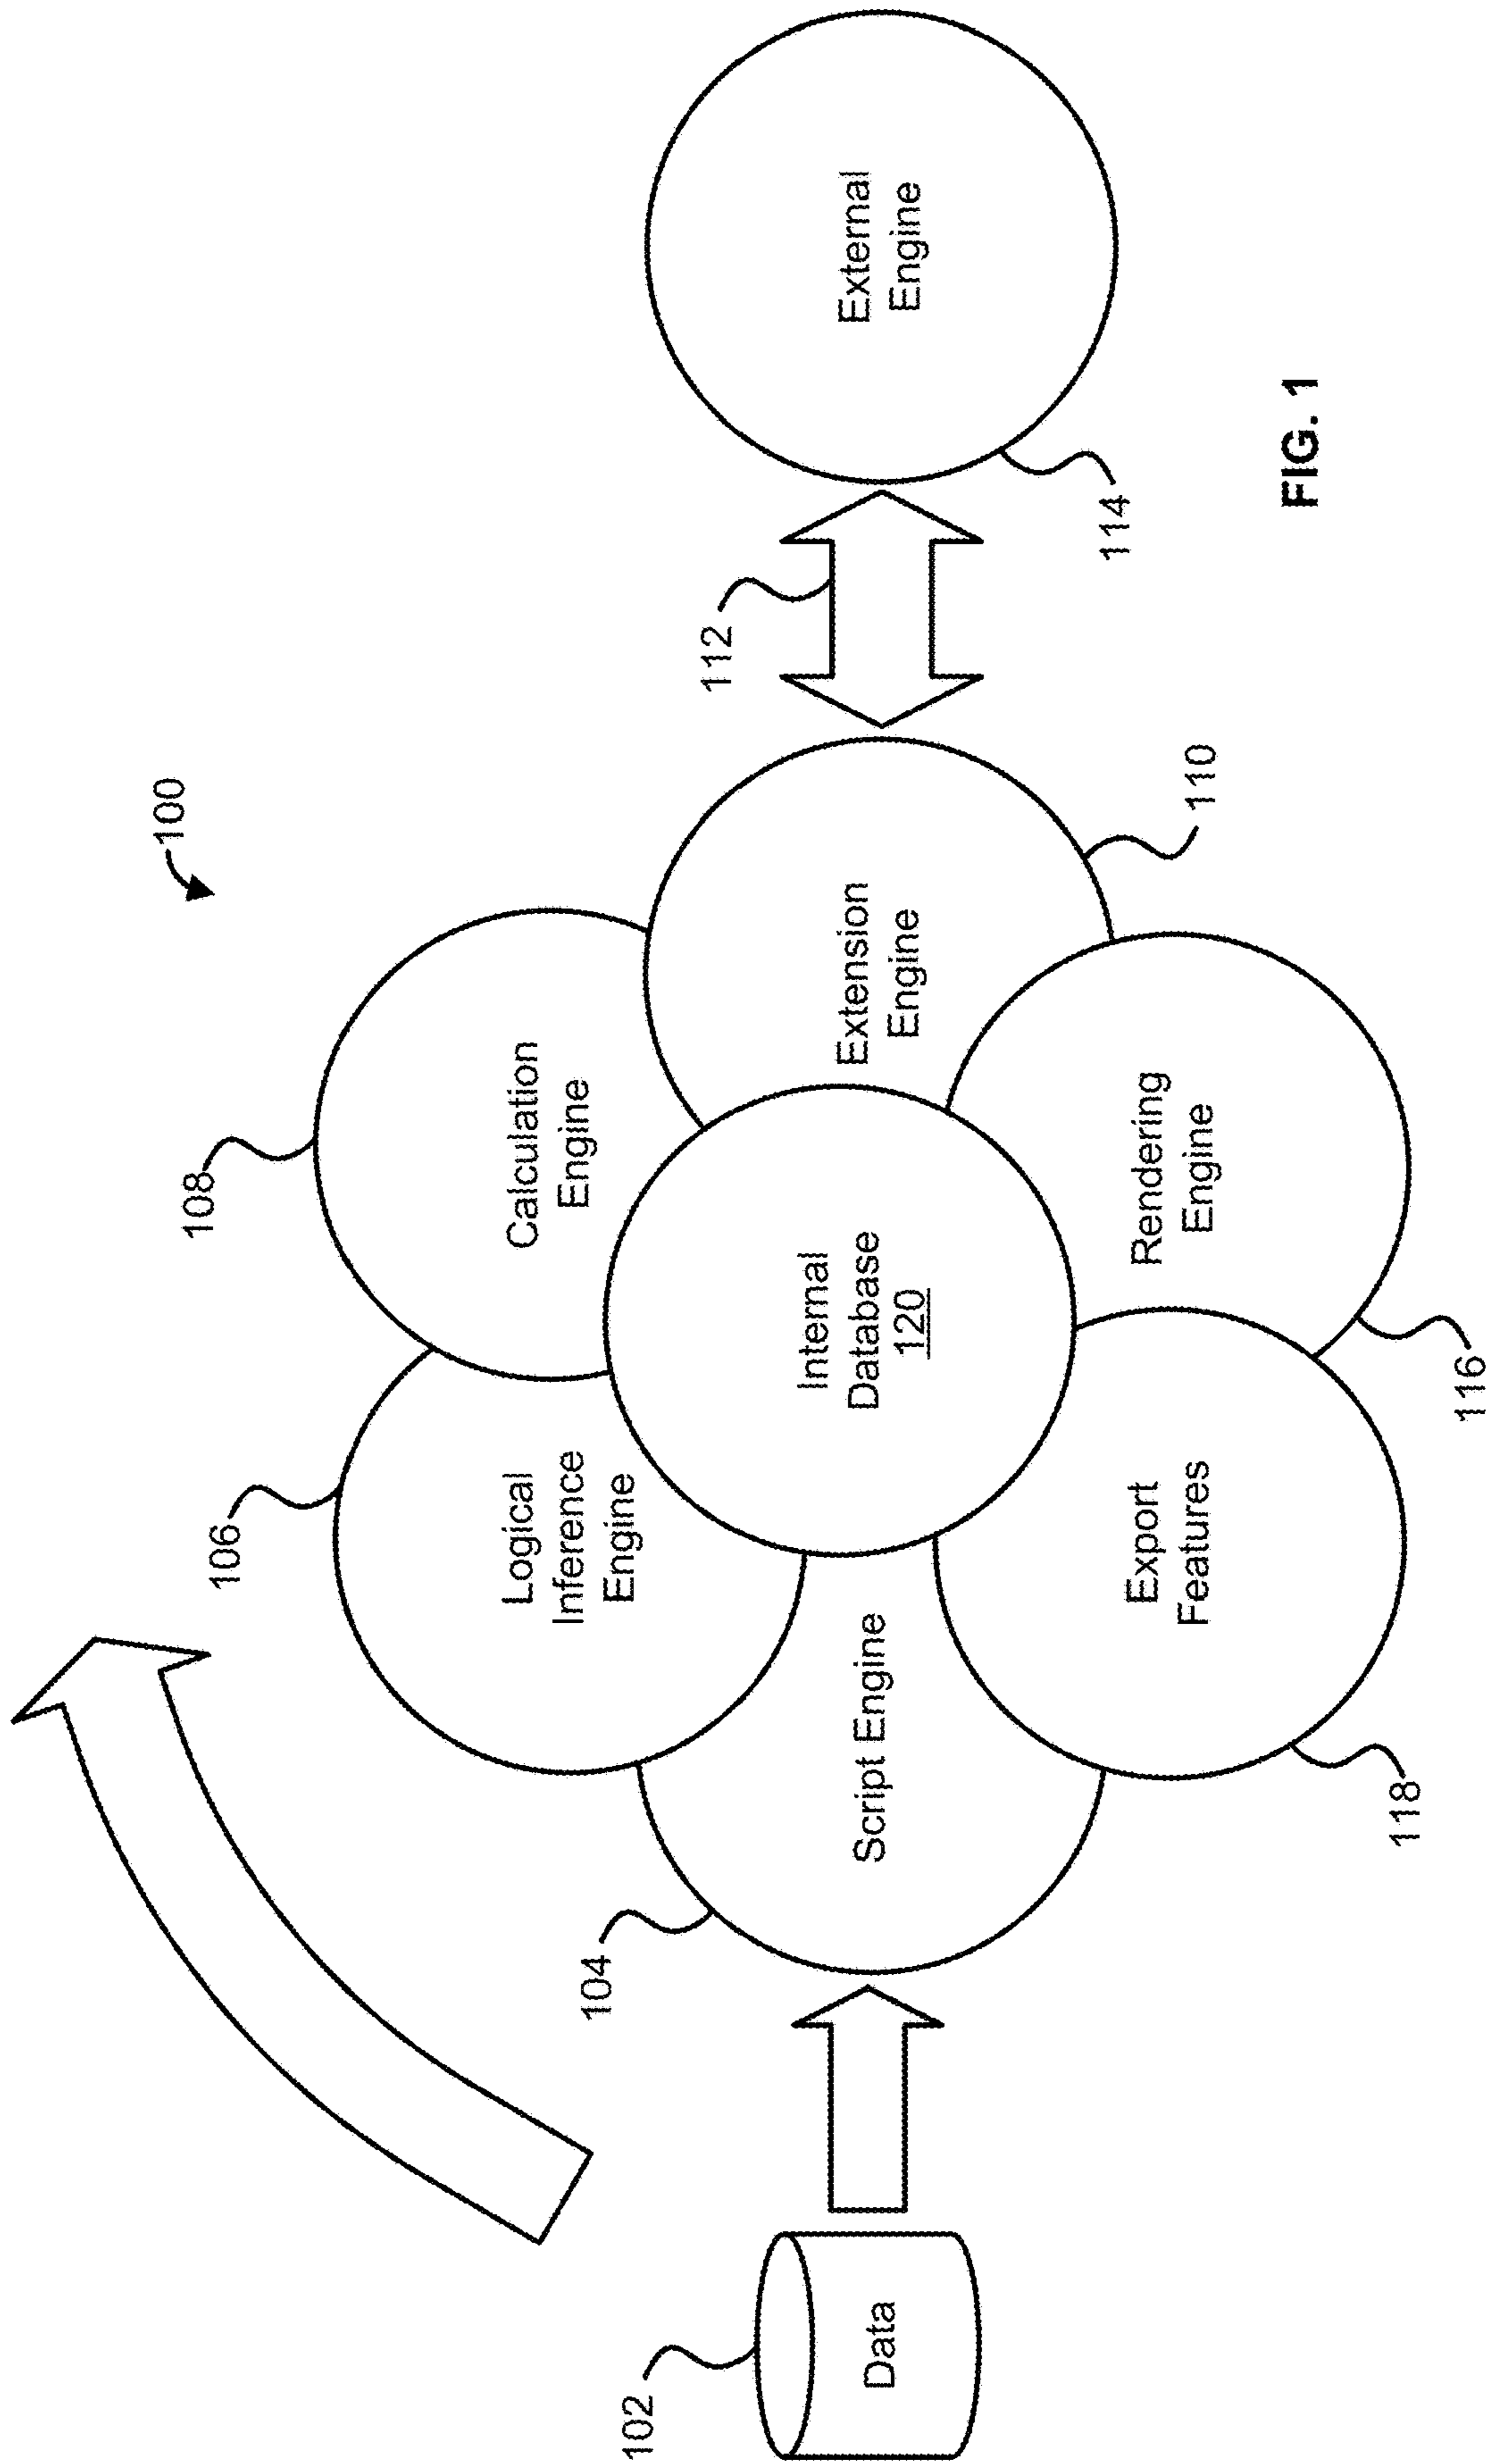 100
108
Calculation
Engine
106
Logical
Inference
Engine
112
External
Engine
114
Extension
Engine
110
Internal
Database
120
104
Script Engine
102
Data
Rendering
Engine
116
Export
Features
118
FIG. 1